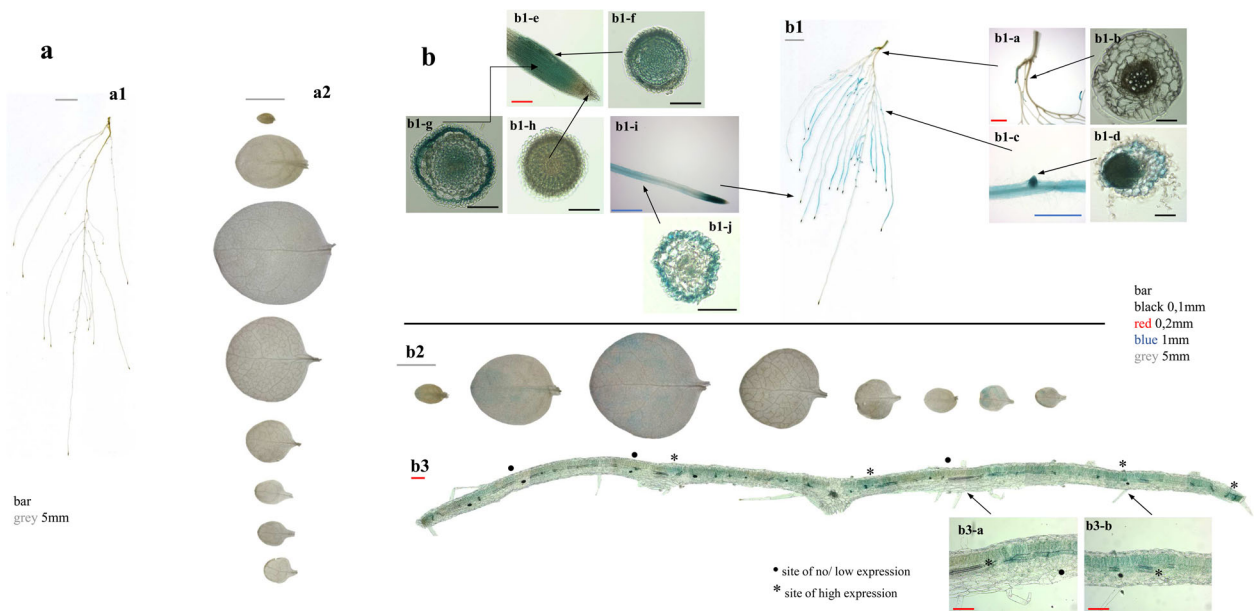 a
a1
a2
bar
grey 5mm
b
b1-e
b1-f
b1-g
b1-h
b1-i
b1-j
b1
b1-a
b1-b
b1-c
b1-d
bar
black 0,1mm
red 0,2mm
blue 1mm
grey 5mm
b2
b3
b3-a
b3-b
• site of no/ low expression
* site of high expression